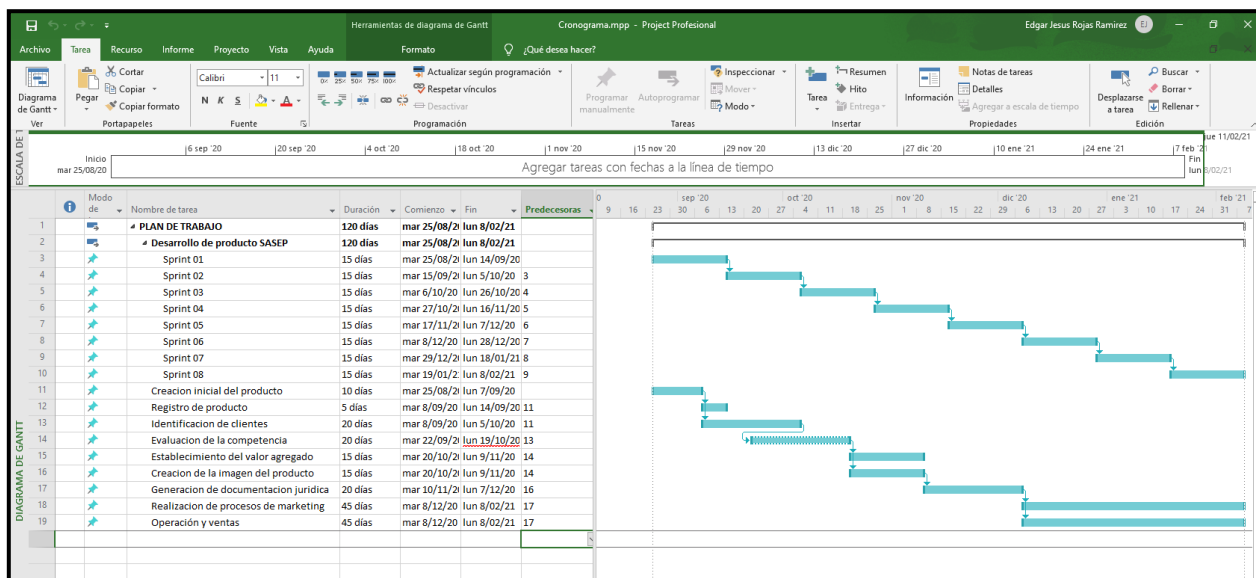 Herramientas de diagrama de Gantt Cronograma.mpp - Project Profesional Edgar Jesus Rojas Ramirez EJ
Archivo Tarea Recurso Informe Proyecto Vista Ayuda Formato ¿Qué desea hacer?
Diagrama de Gantt
Ver
Pegar
Cortar
Copiar
Copiar formato
Portapapeles
Calibri 11
N K S A
Fuente
0% 25% 50% 75% 100%
Actualizar según programación
Respetar vínculos
Desactivar
Programación
Programar manualmente
Autoprogramar
Inspeccionar
Mover
Modo
Tareas
Tarea
Resumen
Hito
Entrega
Insertar
Información
Notas de tareas
Detalles
Agregar a escala de tiempo
Propiedades
Desplazarse a tarea
Buscar
Borrar
Rellenar
Edición
ESCALA DE T
jue 11/02/21
6 sep '20 20 sep '20 4 oct '20 18 oct '20 1 nov '20 15 nov '20 29 nov '20 13 dic '20 27 dic '20 10 ene '21 24 ene '21 7 feb '21
Inicio
mar 25/08/20
Agregar tareas con fechas a la línea de tiempo
Fin
lun 8/02/21
Modo de Nombre de tarea Duración Comienzo Fin Predecesoras
0 sep '20 oct '20 nov '20 dic '20 ene '21 feb '21
9 16 23 30 6 13 20 27 4 11 18 25 1 8 15 22 29 6 13 20 27 3 10 17 24 31 7
1 PLAN DE TRABAJO 120 días mar 25/08/2 lun 8/02/21
2 Desarrollo de producto SASEP 120 días mar 25/08/2 lun 8/02/21
3 Sprint 01 15 días mar 25/08/2 lun 14/09/20
4 Sprint 02 15 días mar 15/09/2 lun 5/10/20 3
5 Sprint 03 15 días mar 6/10/20 lun 26/10/20 4
6 Sprint 04 15 días mar 27/10/2 lun 16/11/20 5
7 Sprint 05 15 días mar 17/11/2 lun 7/12/20 6
8 Sprint 06 15 días mar 8/12/20 lun 28/12/20 7
9 Sprint 07 15 días mar 29/12/2 lun 18/01/21 8
10 Sprint 08 15 días mar 19/01/2 lun 8/02/21 9
11 Creacion inicial del producto 10 días mar 25/08/2 lun 7/09/20
12 Registro de producto 5 días mar 8/09/20 lun 14/09/20 11
13 Identificacion de clientes 20 días mar 8/09/20 lun 5/10/20 11
14 Evaluacion de la competencia 20 días mar 22/09/2 lun 19/10/20 13
15 Establecimiento del valor agregado 15 días mar 20/10/2 lun 9/11/20 14
16 Creacion de la imagen del producto 15 días mar 20/10/2 lun 9/11/20 14
17 Generacion de documentacion juridica 20 días mar 10/11/2 lun 7/12/20 16
18 Realizacion de procesos de marketing 45 días mar 8/12/20 lun 8/02/21 17
19 Operación y ventas 45 días mar 8/12/20 lun 8/02/21 17
DIAGRAMA DE GANTT